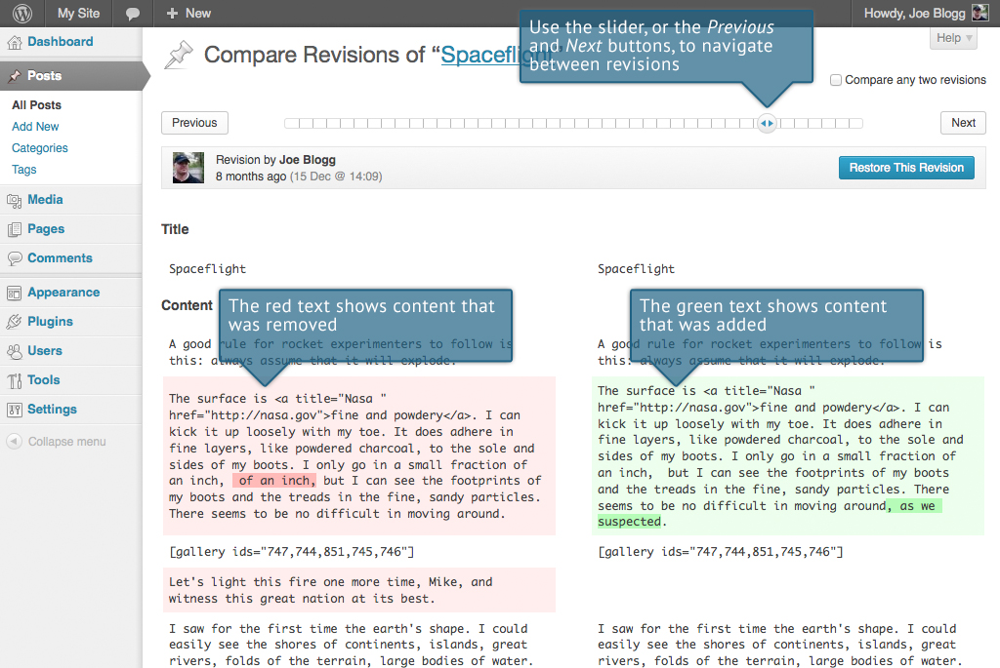 My Site
+ New
Howdy, Joe Blogg
Dashboard
Posts
All Posts
Add New
Categories
Tags
Media
Pages
Comments
Appearance
Plugins
Users
Tools
Settings
Collapse menu
Help
Compare Revisions of “Spaceflight”
Use the slider, or the Previous
and Next buttons, to navigate
between revisions
Compare any two revisions
Previous
Next
Revision by Joe Blogg
8 months ago (15 Dec @ 14:09)
Restore This Revision
Title
Spaceflight
Spaceflight
Content
The red text shows content that
was removed
A good rule for rocket experimenters to follow is
this: always assume that it will explode.
The surface is <a title="Nasa "
href="http://nasa.gov">fine and powdery</a>. I can
kick it up loosely with my toe. It does adhere in
fine layers, like powdered charcoal, to the sole and
sides of my boots. I only go in a small fraction of
an inch,  of an inch, but I can see the footprints of
my boots and the treads in the fine, sandy particles.
There seems to be no difficult in moving around.
[gallery ids="747,744,851,745,746"]
Let's light this fire one more time, Mike, and
witness this great nation at its best.
I saw for the first time the earth's shape. I could
easily see the shores of continents, islands, great
rivers, folds of the terrain, large bodies of water.
The green text shows content
that was added
A good rule for rocket experimenters to follow is
this: always assume that it will explode.
The surface is <a title="Nasa "
href="http://nasa.gov">fine and powdery</a>. I can
kick it up loosely with my toe. It does adhere in
fine layers, like powdered charcoal, to the sole and
sides of my boots. I only go in a small fraction of
an inch,  but I can see the footprints of my boots
and the treads in the fine, sandy particles. There
seems to be no difficult in moving around, as we
suspected.
[gallery ids="747,744,851,745,746"]
I saw for the first time the earth's shape. I could
easily see the shores of continents, islands, great
rivers, folds of the terrain, large bodies of water.